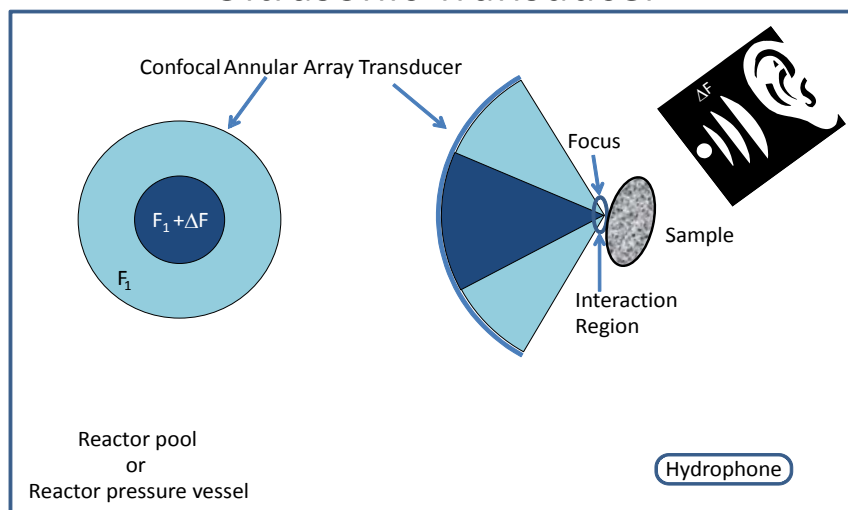 Confocal Annular Array Transducer
ΔF
Focus
F₁ +ΔF
Sample
F₁
Interaction
Region
Reactor pool
or
Reactor pressure vessel
Hydrophone